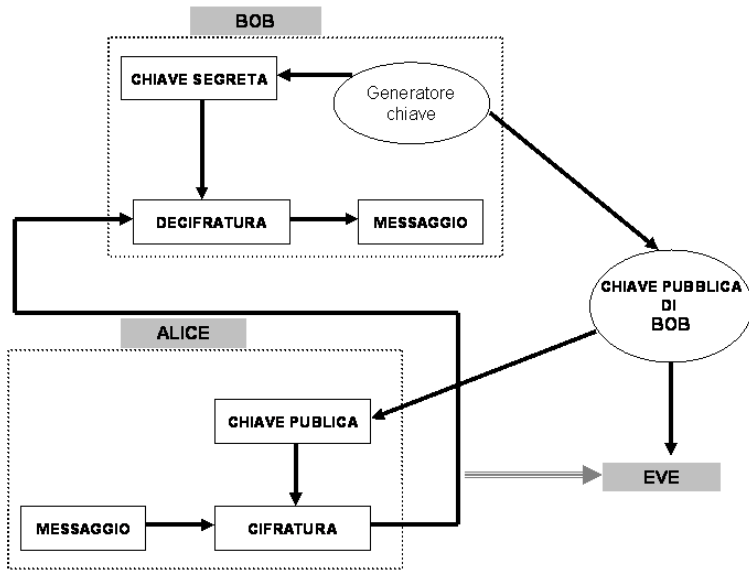 BOB
CHIAVE SEGRETA
Generatore
chiave
DECIFRATURA
MESSAGGIO
CHIAVE PUBBLICA
DI
BOB
ALICE
CHIAVE PUBLICA
EVE
MESSAGGIO
CIFRATURA